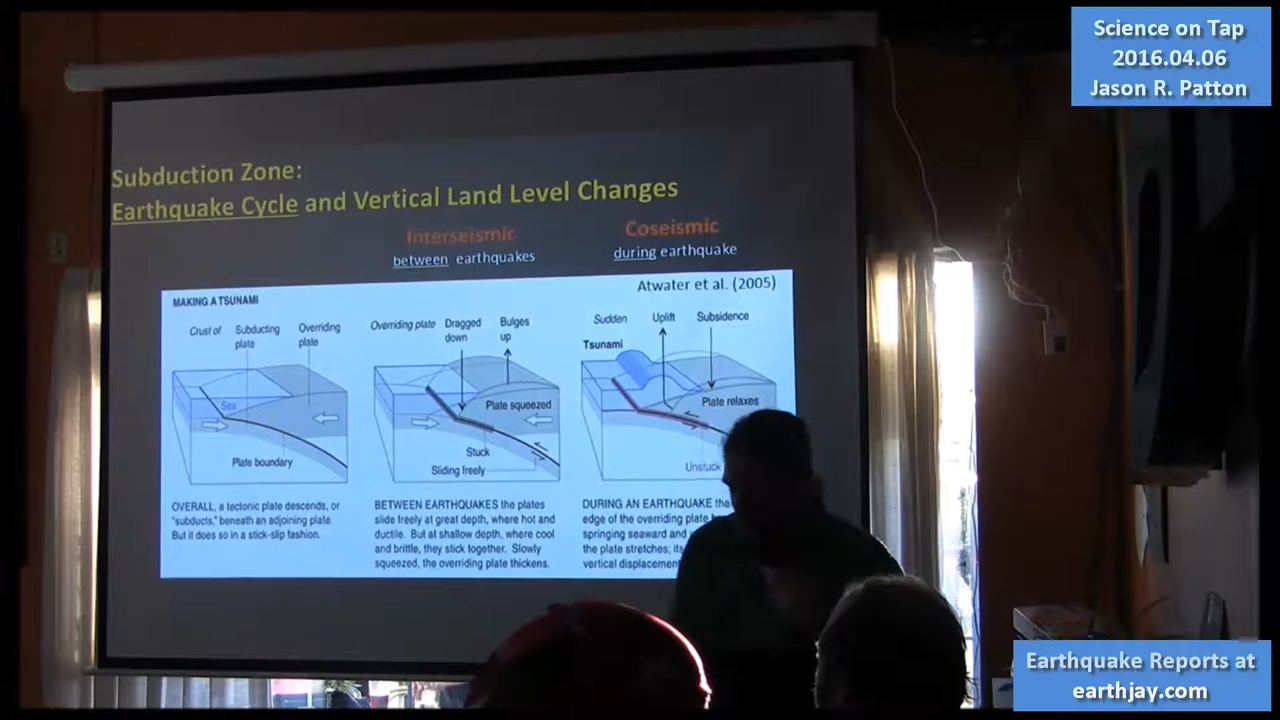 Science on Tap
2016.04.06
Jason R. Patton
Subduction Zone:
Earthquake Cycle and Vertical Land Level Changes
Interseismic
between earthquakes
Coseismic
during earthquake
Atwater et al. (2005)
MAKING A TSUNAMI
Crust of
Subducting
plate
Overriding
plate
Sea
Plate boundary
OVERALL, a tectonic plate descends, or
"subducts," beneath an adjoining plate.
But it does so in a stick-slip fashion.
Overriding plate
Dragged
down
Bulges
up
Plate squeezed
Stuck
Sliding freely
BETWEEN EARTHQUAKES the plates
slide freely at great depth, where hot and
ductile. But at shallow depth, where cool
and brittle, they stick together. Slowly
squeezed, the overriding plate thickens.
Sudden
Uplift
Subsidence
Tsunami
Plate relaxes
Unstuck
DURING AN EARTHQUAKE the
edge of the overriding plate
springing seaward and
the plate stretches; its
vertical displacement
Earthquake Reports at
earthjay.com